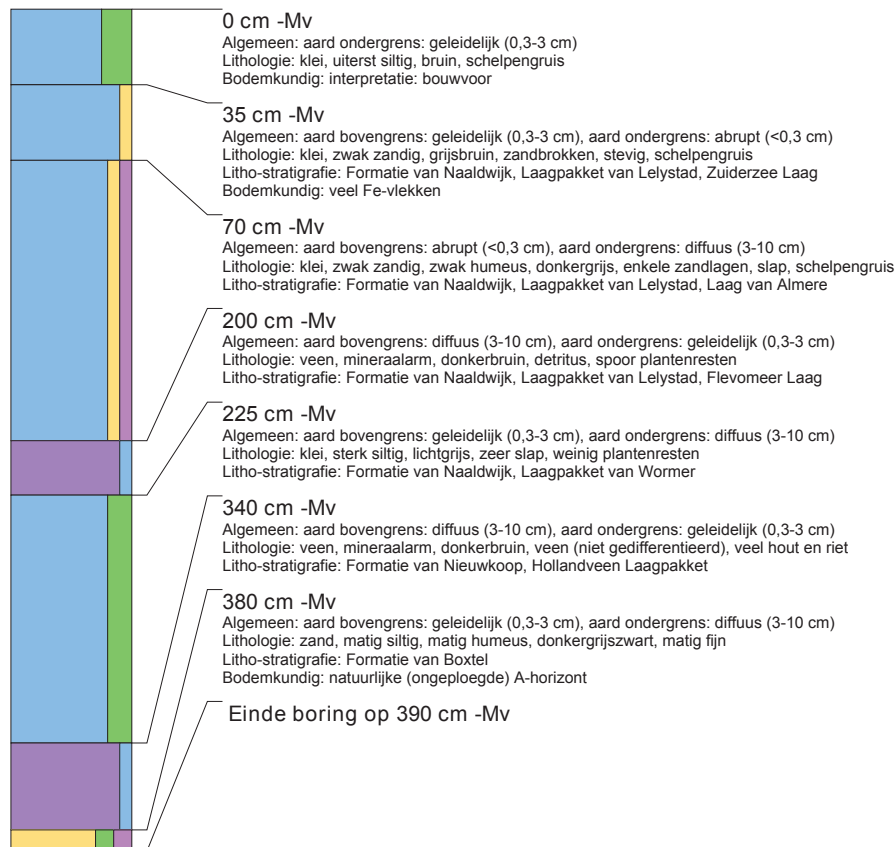 0 cm -Mv
Algemeen: aard ondergrens: geleidelijk (0,3-3 cm)
Lithologie: klei, uiterst siltig, bruin, schelpengruis
Bodemkundig: interpretatie: bouwvoor
35 cm -Mv
Algemeen: aard bovengrens: geleidelijk (0,3-3 cm), aard ondergrens: abrupt (<0,3 cm)
Lithologie: klei, zwak zandig, grijsbruin, zandbrokken, stevig, schelpengruis
Litho-stratigrafie: Formatie van Naaldwijk, Laagpakket van Lelystad, Zuiderzee Laag
Bodemkundig: veel Fe-vlekken
70 cm -Mv
Algemeen: aard bovengrens: abrupt (<0,3 cm), aard ondergrens: diffuus (3-10 cm)
Lithologie: klei, zwak zandig, zwak humeus, donkergrijs, enkele zandlagen, slap, schelpengruis
Litho-stratigrafie: Formatie van Naaldwijk, Laagpakket van Lelystad, Laag van Almere
200 cm -Mv
Algemeen: aard bovengrens: diffuus (3-10 cm), aard ondergrens: geleidelijk (0,3-3 cm)
Lithologie: veen, mineraalarm, donkerbruin, detritus, spoor plantenresten
Litho-stratigrafie: Formatie van Naaldwijk, Laagpakket van Lelystad, Flevomeer Laag
225 cm -Mv
Algemeen: aard bovengrens: geleidelijk (0,3-3 cm), aard ondergrens: diffuus (3-10 cm)
Lithologie: klei, sterk siltig, lichtgrijs, zeer slap, weinig plantenresten
Litho-stratigrafie: Formatie van Naaldwijk, Laagpakket van Wormer
340 cm -Mv
Algemeen: aard bovengrens: diffuus (3-10 cm), aard ondergrens: geleidelijk (0,3-3 cm)
Lithologie: veen, mineraalarm, donkerbruin, veen (niet gedifferentieerd), veel hout en riet
Litho-stratigrafie: Formatie van Nieuwkoop, Hollandveen Laagpakket
380 cm -Mv
Algemeen: aard bovengrens: geleidelijk (0,3-3 cm), aard ondergrens: diffuus (3-10 cm)
Lithologie: zand, matig siltig, matig humeus, donkergrijszwart, matig fijn
Litho-stratigrafie: Formatie van Boxtel
Bodemkundig: natuurlijke (ongeploegde) A-horizont
Einde boring op 390 cm -Mv